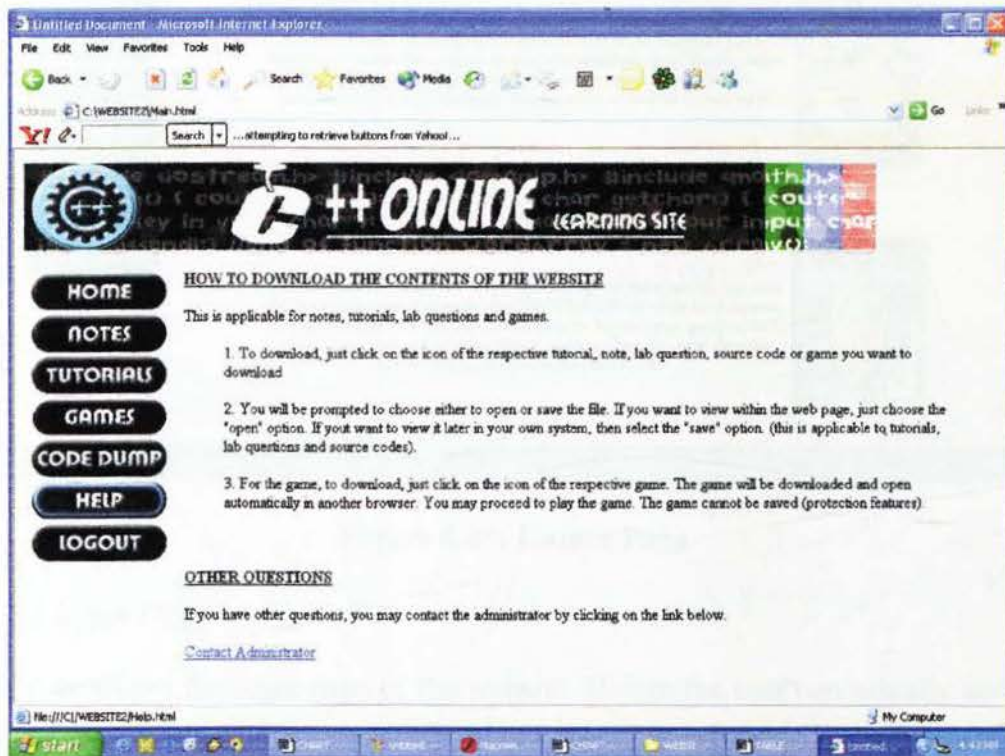 Untitled Document - Microsoft Internet Explorer
File Edit View Favorites Tools Help
Back Search Favorites Media
Address C:\WEBSITE2\Main.html Go Links »
Y! Search ...attempting to retrieve buttons from Yahoo!...
C++ ONLINE LEARNING SITE
HOME
NOTES
TUTORIALS
GAMES
CODE DUMP
HELP
LOGOUT
HOW TO DOWNLOAD THE CONTENTS OF THE WEBSITE
This is applicable for notes, tutorials, lab questions and games.
1. To download, just click on the icon of the respective tutorial, note, lab question, source code or game you want to
download
2. You will be prompted to choose either to open or save the file. If you want to view within the web page, just choose the
"open" option. If yout want to view it later in your own system, then select the "save" option. (this is applicable to tutorials,
lab questions and source codes).
3. For the game, to download, just click on the icon of the respective game. The game will be downloaded and open
automatically in another browser. You may proceed to play the game. The game cannot be saved (protection features)
OTHER QUESTIONS
If you have other questions, you may contact the administrator by clicking on the link below.
Contact Administrator
file:///C|/WEBSITE2/Help.html My Computer
start